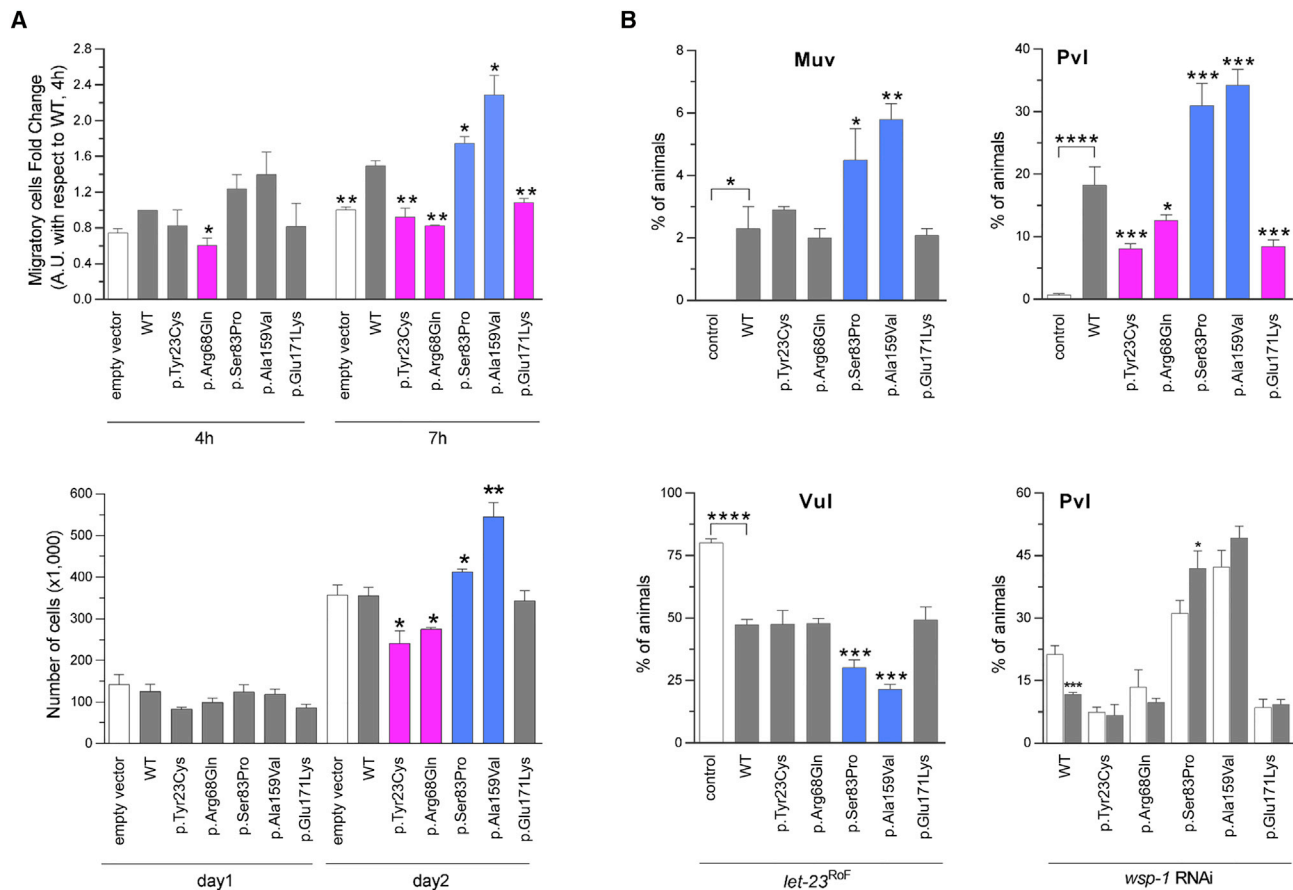 A
Migratory cells Fold Change
(A.U. with respect to WT, 4h)
2.8
2.4
2.0
1.6
1.2
0.8
0.4
0.0
*
**
**
**
*
*
**
empty vector
WT
p.Tyr23Cys
p.Arg68Gln
p.Ser83Pro
p.Ala159Val
p.Glu171Lys
empty vector
WT
p.Tyr23Cys
p.Arg68Gln
p.Ser83Pro
p.Ala159Val
p.Glu171Lys
4h
7h
Number of cells (x1,000)
600
500
400
300
200
100
0
*
*
*
**
empty vector
WT
p.Tyr23Cys
p.Arg68Gln
p.Ser83Pro
p.Ala159Val
p.Glu171Lys
empty vector
WT
p.Tyr23Cys
p.Arg68Gln
p.Ser83Pro
p.Ala159Val
p.Glu171Lys
day1
day2
B
Muv
% of animals
8
6
4
2
0
*
*
**
control
WT
p.Tyr23Cys
p.Arg68Gln
p.Ser83Pro
p.Ala159Val
p.Glu171Lys
Pvl
% of animals
40
30
20
10
0
****
***
*
***
***
***
control
WT
p.Tyr23Cys
p.Arg68Gln
p.Ser83Pro
p.Ala159Val
p.Glu171Lys
Vul
% of animals
100
75
50
25
0
****
***
***
control
WT
p.Tyr23Cys
p.Arg68Gln
p.Ser83Pro
p.Ala159Val
p.Glu171Lys
let-23RoF
Pvl
% of animals
60
45
30
15
0
***
*
WT
p.Tyr23Cys
p.Arg68Gln
p.Ser83Pro
p.Ala159Val
p.Glu171Lys
wsp-1 RNAi